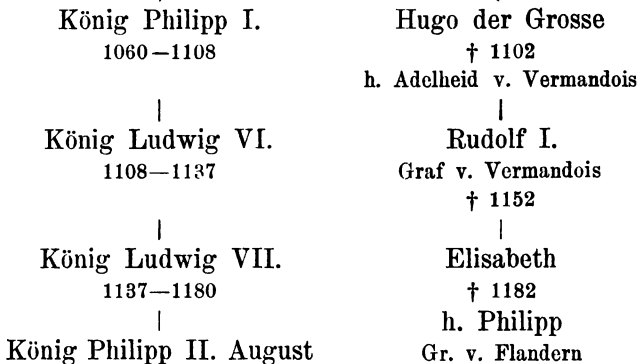 König Philipp I.
1060—1108
König Ludwig VI.
1108—1137
König Ludwig VII.
1137—1180
König Philipp II. August
Hugo der Grosse
† 1102
h. Adelheid v. Vermandois
Rudolf I.
Graf v. Vermandois
† 1152
Elisabeth
† 1182
h. Philipp
Gr. v. Flandern